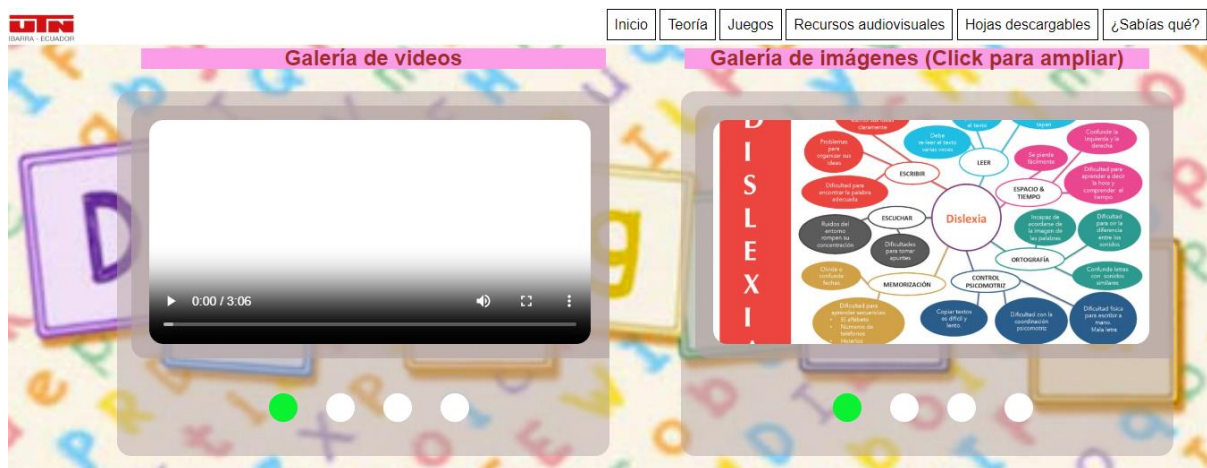 UTN
IBARRA - ECUADOR
Inicio
Teoría
Juegos
Recursos audiovisuales
Hojas descargables
¿Sabías qué?
Galería de videos
Galería de imágenes (Click para ampliar)
0:00 / 3:06
DISLEXI
Dislexia
claramente
Problemas
para
organizar sus
ideas
Dificultad para
encontrar la palabra
adecuada
ESCRIBIR
el texto
Debe
re-leer el texto
varias veces
LEER
Confunde la
izquierda y la
derecha
Se pierde
fácilmente
Dificultad para
aprender a decir
la hora y
comprender el
tiempo
ESPACIO &
TIEMPO
Ruidos del
entorno
rompen su
concentración
ESCUCHAR
Dificultades
para tomar
apuntes
Incapaz de
acordarse de
la imagen de
las palabras
Dificultad
para oír la
diferencia
entre los
sonidos
ORTOGRAFÍA
Confunde letras
con sonidos
similares
Olvida o
confunde
fechas
MEMORIZACIÓN
Dificultad para
aprender secuencias
El alfabeto
Números de
teléfonos
CONTROL
PSICOMOTRIZ
Copiar textos
es difícil y
lento
Dificultad con la
coordinación
psicomotriz
Dificultad física
para escribir a
mano.
Mala letra